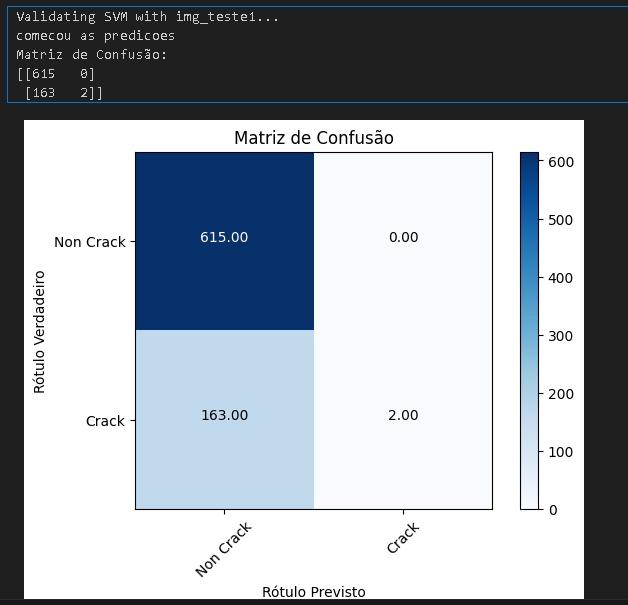 Validating SVM with img_teste1...
comecou as predicoes
Matriz de Confusão:
[[615   0]
 [163   2]]
Matriz de Confusão
600
Non Crack
615.00
0.00
500
400
Rótulo Verdadeiro
300
200
Crack
163.00
2.00
100
0
Non Crack
Crack
Rótulo Previsto